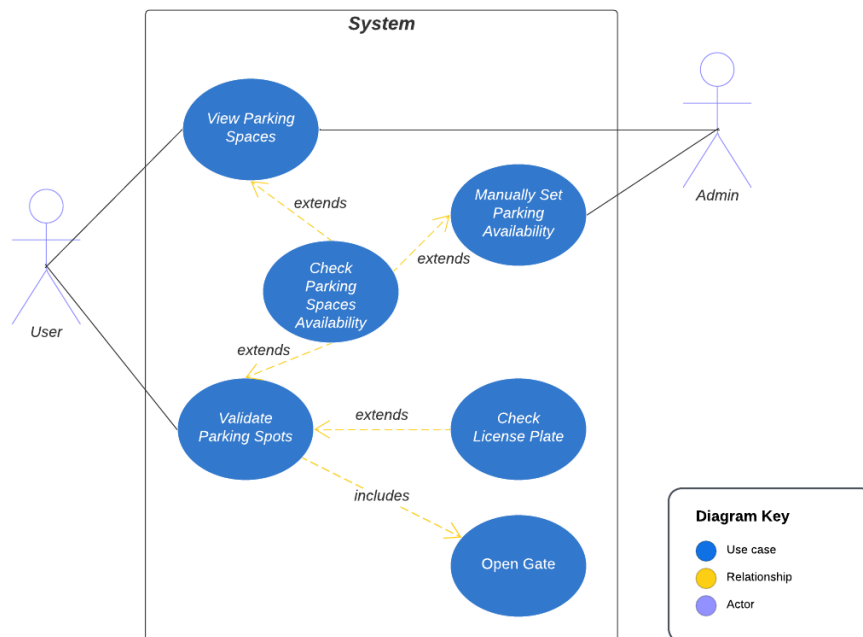 System
View Parking
Spaces
Admin
extends
Manually Set
Parking
Availability
extends
Check
Parking
Spaces
Availability
User
extends
Validate
Parking Spots
extends
Check
License Plate
includes
Open Gate
Diagram Key
Use case
Relationship
Actor